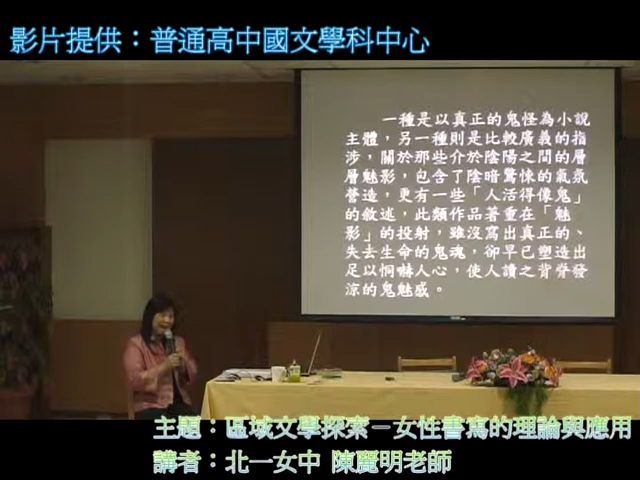 影片提供：普通高中國文學科中心
一種是以真正的鬼怪為小說
主體，另一種則是比較廣義的指
涉，關於那些介於陰陽之間的層
層魅影，包含了陰暗驚悚的氣氛
營造，更有一些「人活得像鬼」
的敘述，此類作品著重在「魅
影」的投射，雖沒寫出真正的、
失去生命的鬼魂，卻早已塑造出
足以恫嚇人心，使人讀之背脊發
涼的鬼魅感。
主題：區域文學探索－女性書寫的理論與應用
講者：北一女中 陳麗明老師